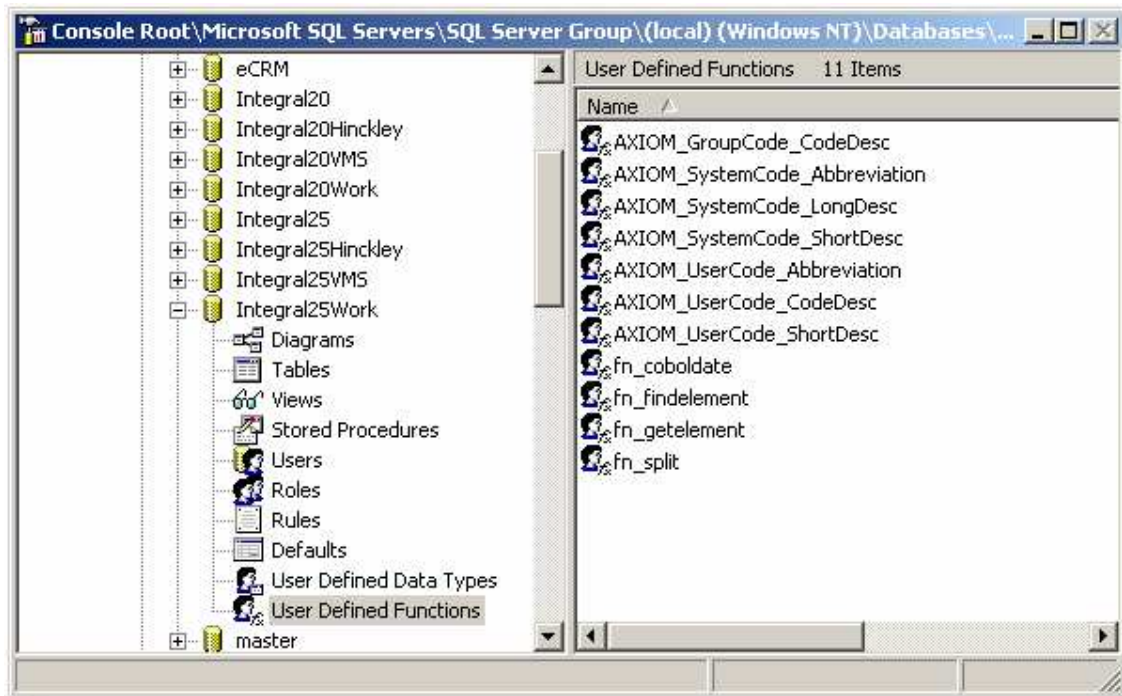 Console Root\Microsoft SQL Servers\SQL Server Group\(local) (Windows NT)\Databases\...
eCRM
Integral20
Integral20Hinckley
Integral20VMS
Integral20Work
Integral25
Integral25Hinckley
Integral25VMS
Integral25Work
Diagrams
Tables
Views
Stored Procedures
Users
Roles
Rules
Defaults
User Defined Data Types
User Defined Functions
master
User Defined Functions 11 Items
Name
AXIOM_GroupCode_CodeDesc
AXIOM_SystemCode_Abbreviation
AXIOM_SystemCode_LongDesc
AXIOM_SystemCode_ShortDesc
AXIOM_UserCode_Abbreviation
AXIOM_UserCode_CodeDesc
AXIOM_UserCode_ShortDesc
fn_coboldate
fn_findelement
fn_getelement
fn_split